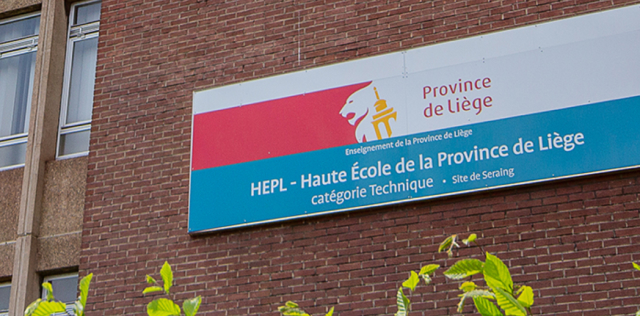 Province
de Liège
Enseignement de la Province de Liège
HEPL - Haute École de la Province de Liège
catégorie Technique • Site de Seraing